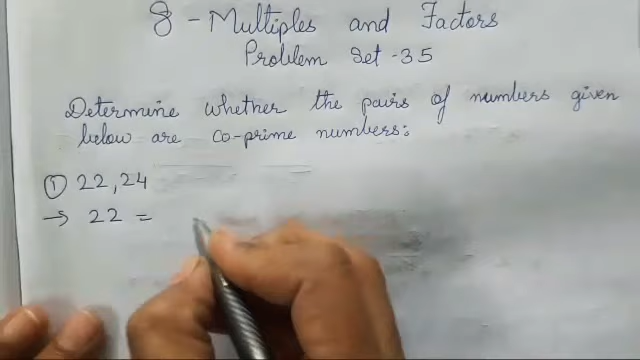 8 - Multiples and Factors
Problem Set - 35
Determine whether the pairs of numbers given
below are co-prime numbers:
① 22, 24
→ 22 =